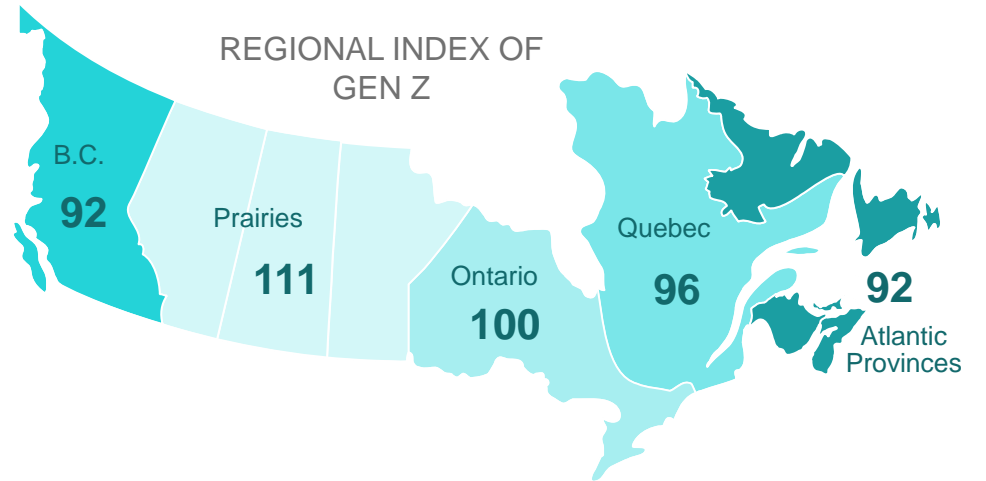 REGIONAL INDEX OF
GEN Z
B.C.
92
Prairies
111
Ontario
100
Quebec
96
92
Atlantic
Provinces